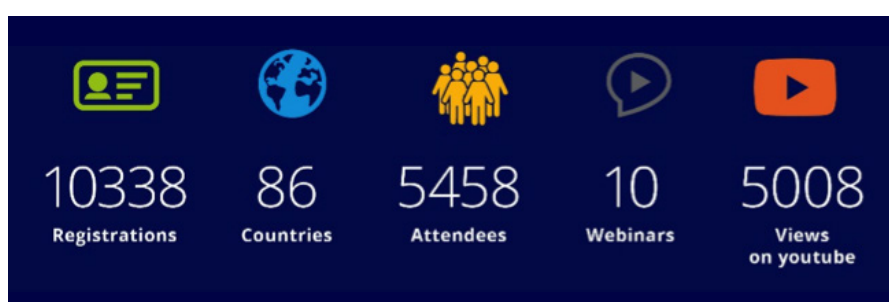 10338
Registrations
86
Countries
5458
Attendees
10
Webinars
5008
Views
on youtube